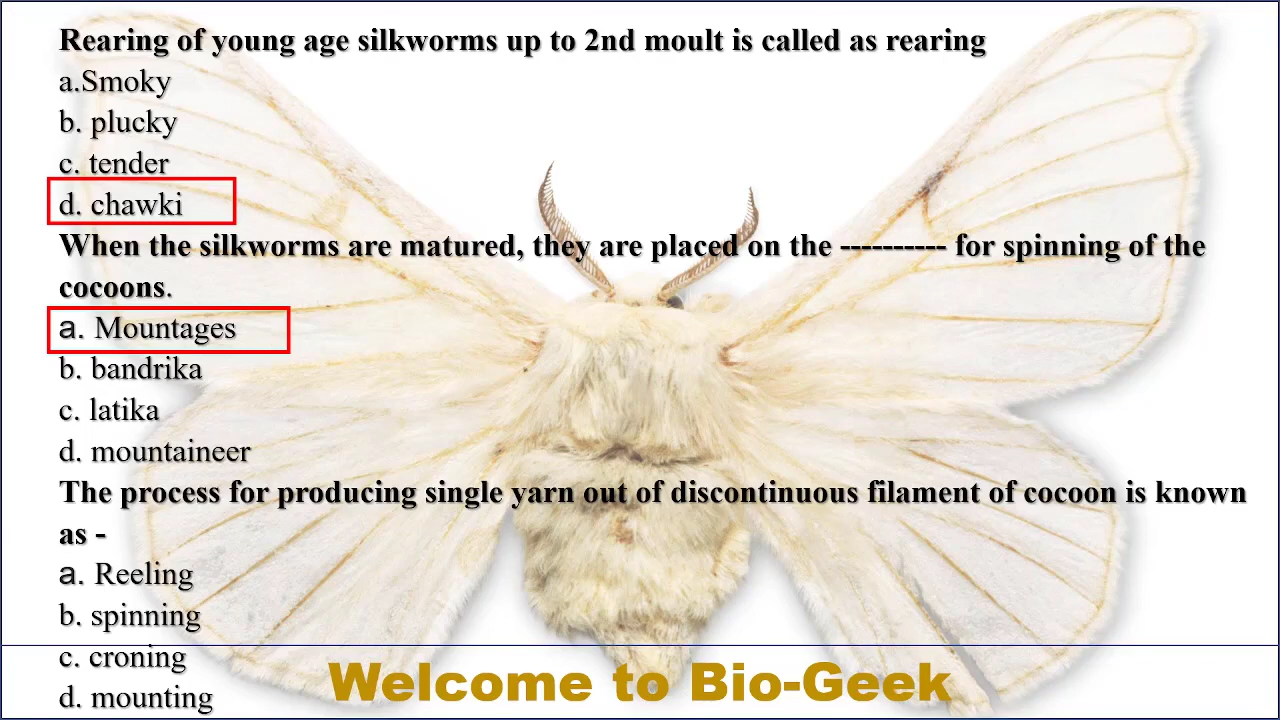 Rearing of young age silkworms up to 2nd moult is called as rearing
a.Smoky
b. plucky
c. tender
d. chawki
When the silkworms are matured, they are placed on the ---------- for spinning of the
cocoons.
a. Mountages
b. bandrika
c. latika
d. mountaineer
The process for producing single yarn out of discontinuous filament of cocoon is known
as -
a. Reeling
b. spinning
c. croning
d. mounting
Welcome to Bio-Geek